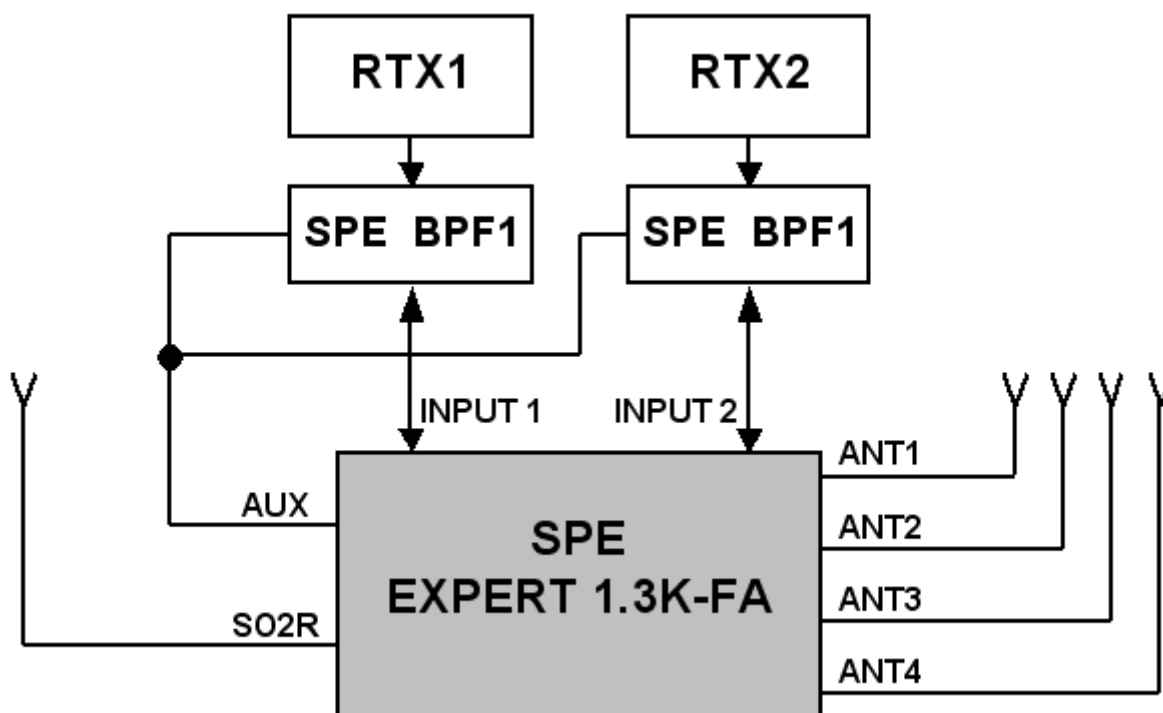 RTX1
RTX2
SPE BPF1
SPE BPF1
INPUT 1
INPUT 2
ANT1
AUX
ANT2
SPE
EXPERT 1.3K-FA
ANT3
SO2R
ANT4